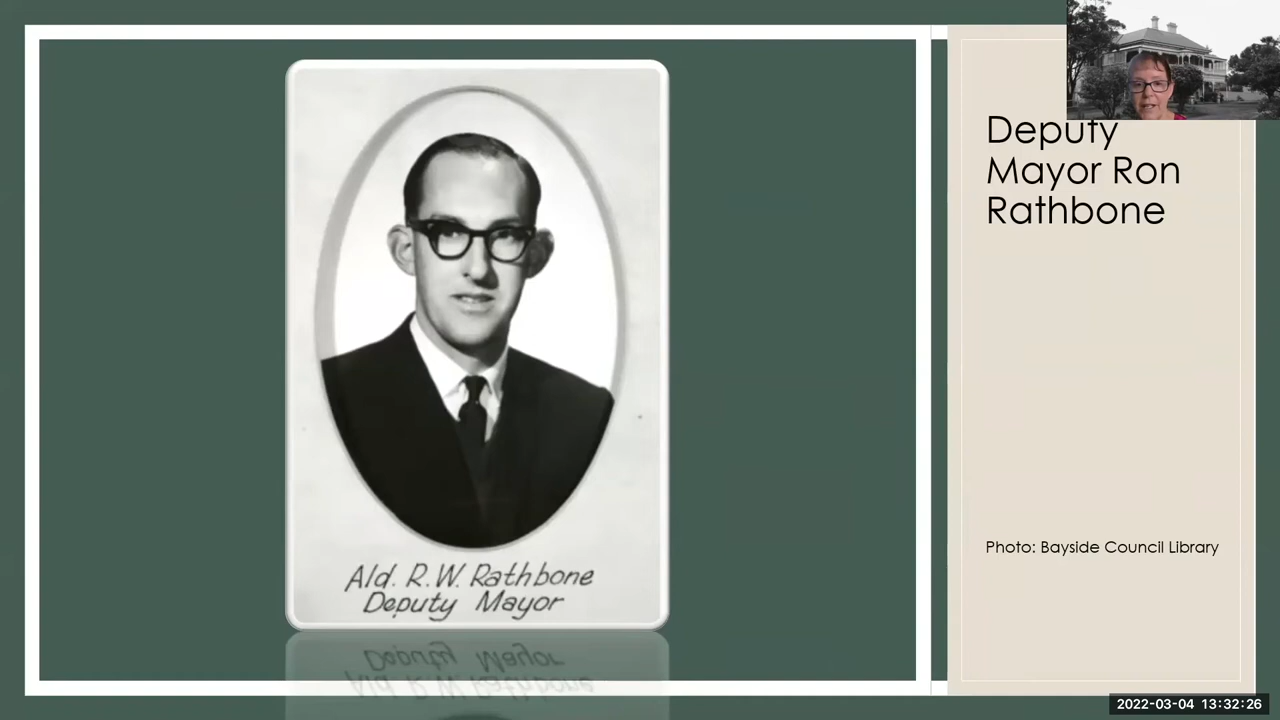 Ald. R.W. Rathbone
Deputy Mayor
Deputy
Mayor Ron
Rathbone
Photo: Bayside Council Library
2022-03-04 13:32:26